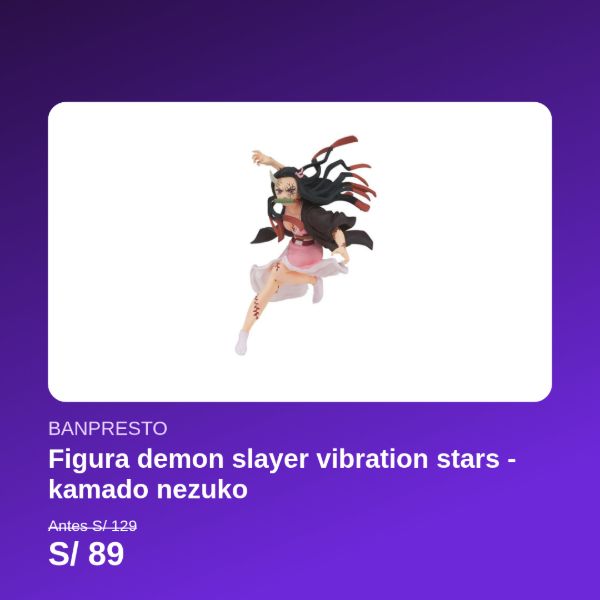 BANPRESTO
Figura demon slayer vibration stars -
kamado nezuko
Antes S/ 129
S/ 89